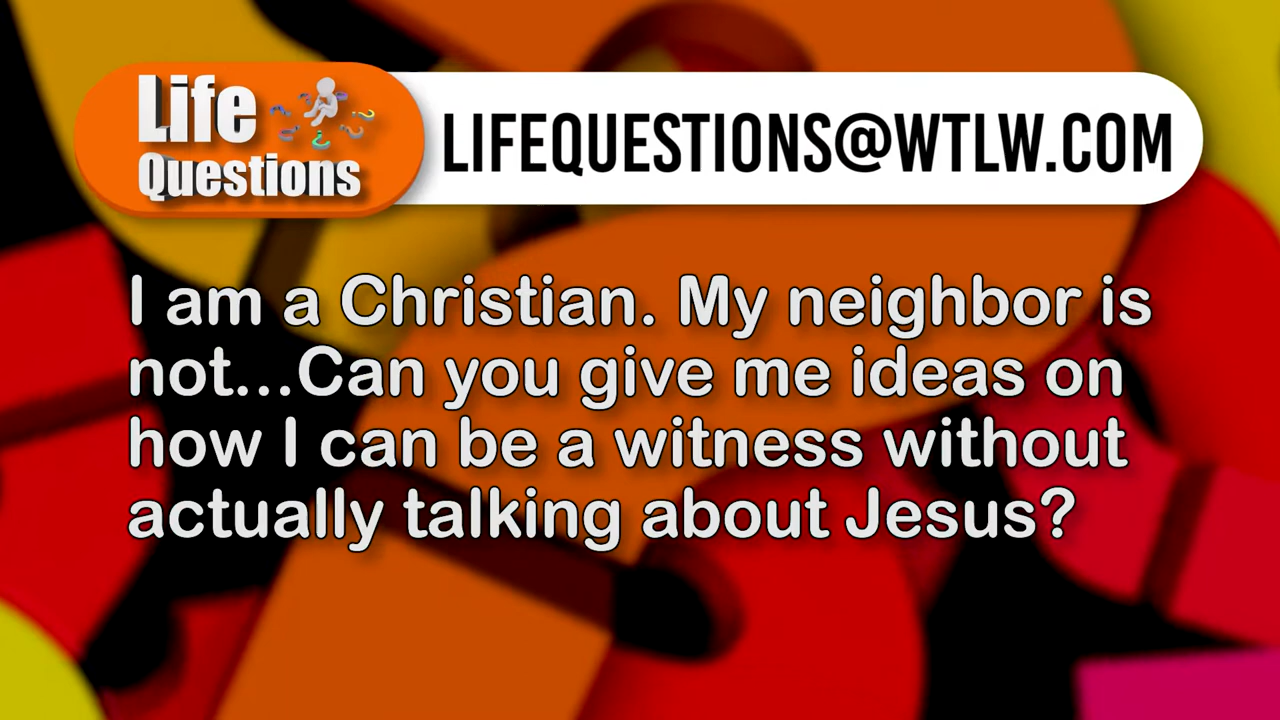 Life
Questions
LIFEQUESTIONS@WTLW.COM
I am a Christian. My neighbor is
not...Can you give me ideas on
how I can be a witness without
actually talking about Jesus?